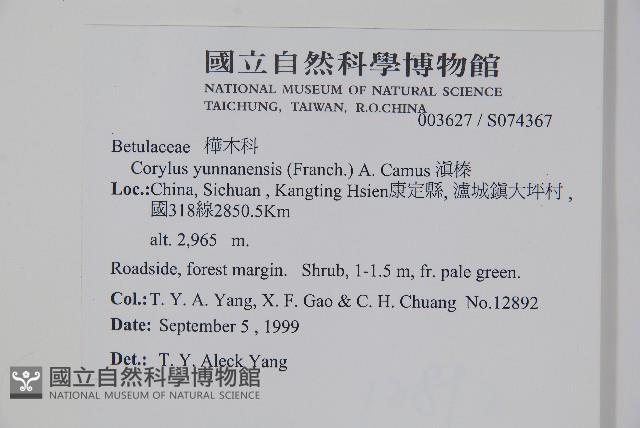 國立自然科學博物館
NATIONAL MUSEUM OF NATURAL SCIENCE
TAICHUNG, TAIWAN, R.O.CHINA
003627 / S074367
Betulaceae 樺木科
Corylus yunnanensis (Franch.) A. Camus 滇榛
Loc.:China, Sichuan , Kangting Hsien康定縣, 瀘城鎮大坪村 ,
國318線2850.5Km
alt. 2,965 m.
Roadside, forest margin. Shrub, 1-1.5 m, fr. pale green.
Col.: T. Y. A. Yang, X. F. Gao & C. H. Chuang No.12892
Date: September 5 , 1999
Det.: T. Y. Aleck Yang
國立自然科學博物館
NATIONAL MUSEUM OF NATURAL SCIENCE